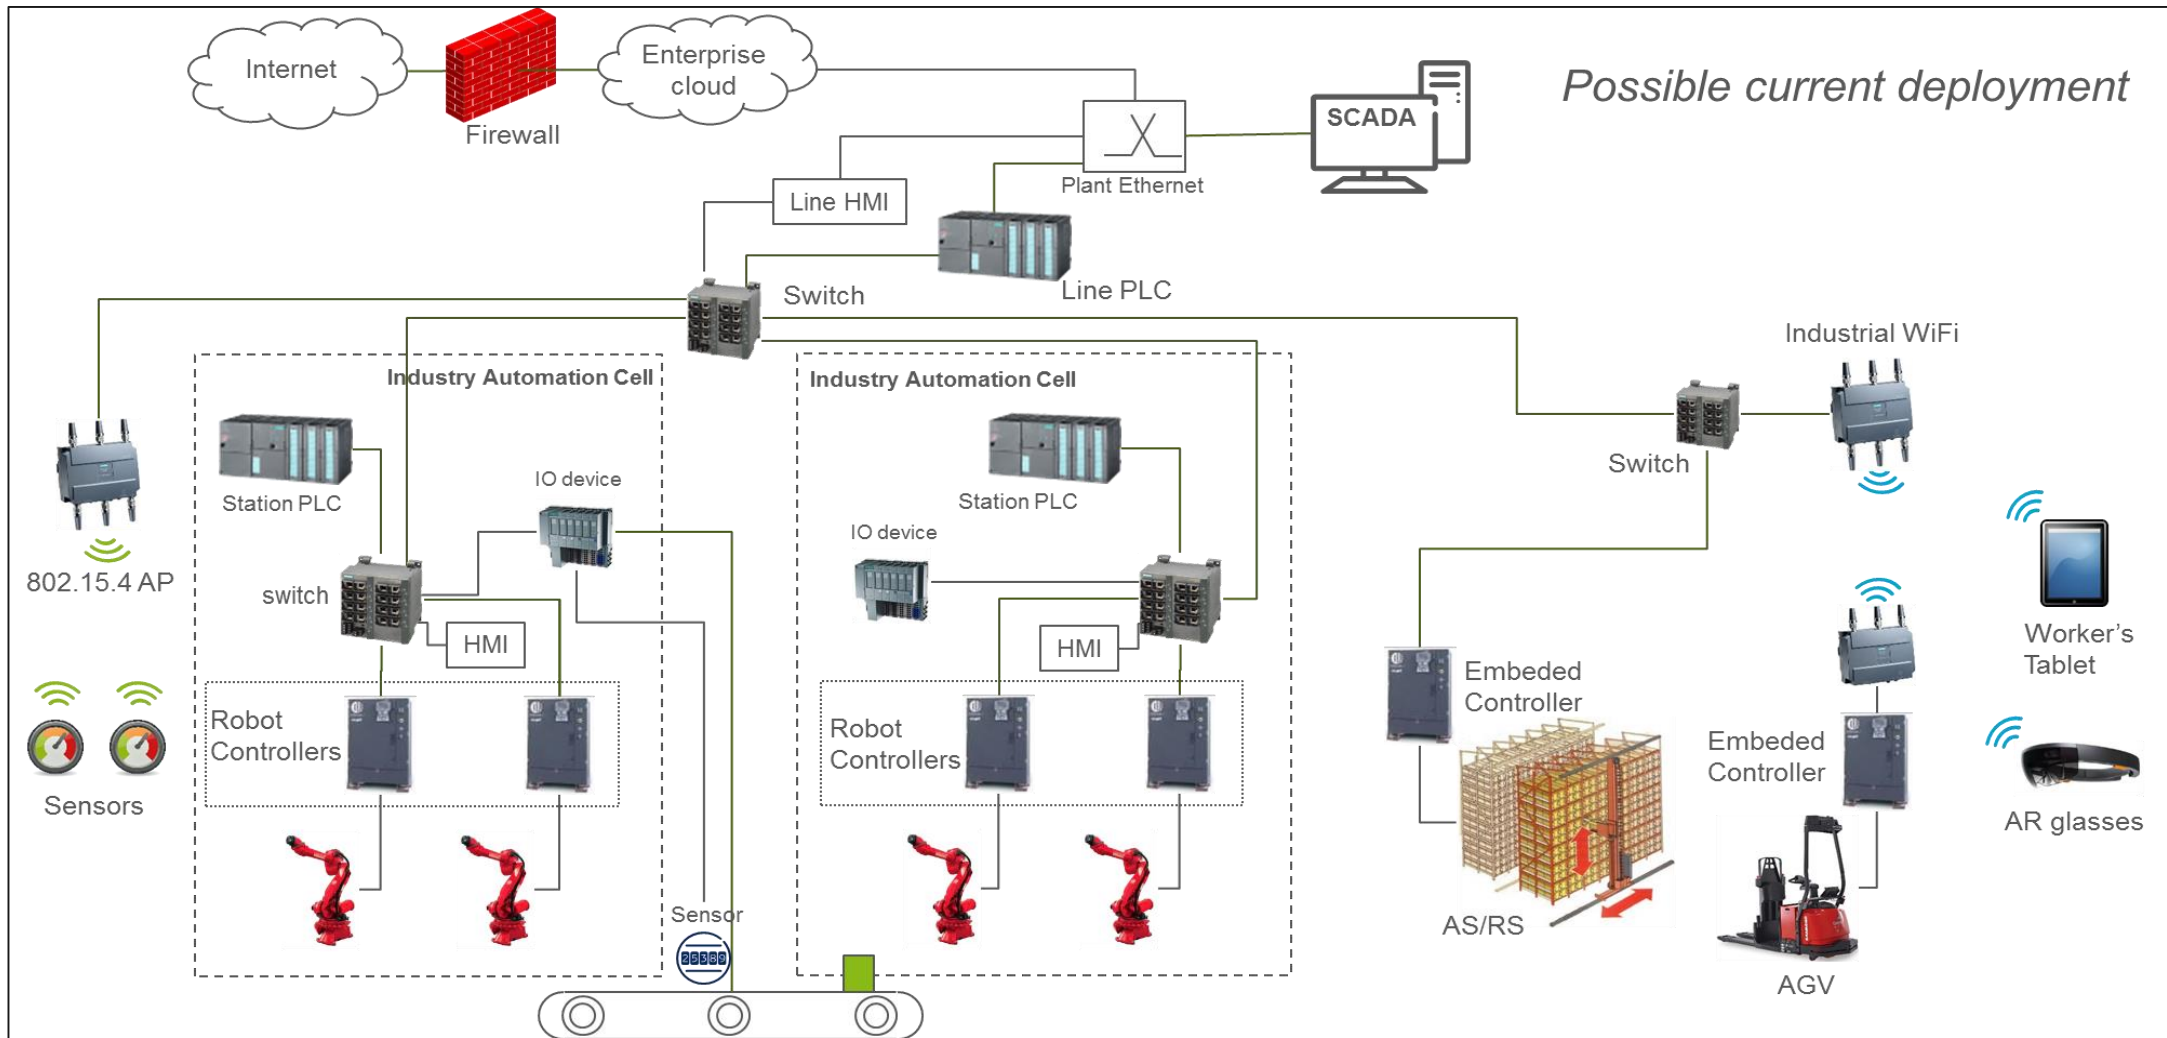 Possible current deployment
Internet
Firewall
Enterprise
cloud
SCADA
Plant Ethernet
Line HMI
Line PLC
Switch
Industrial WiFi
Switch
Industry Automation Cell
Industry Automation Cell
Station PLC
IO device
switch
HMI
Robot
Controllers
Station PLC
IO device
HMI
Robot
Controllers
802.15.4 AP
Sensors
Sensor
25389
Embeded
Controller
AS/RS
Embeded
Controller
AGV
Worker's
Tablet
AR glasses